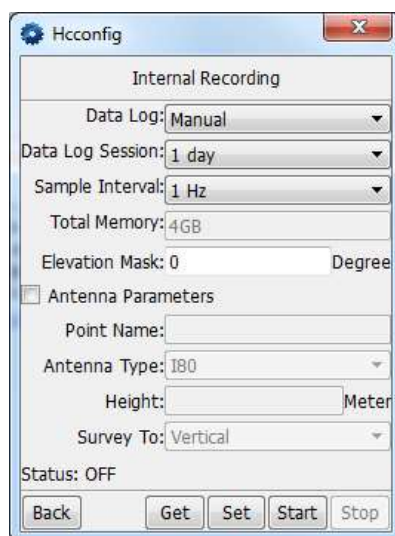 Hcconfig
Internal Recording
Data Log: Manual
Data Log Session: 1 day
Sample Interval: 1 Hz
Total Memory: 4GB
Elevation Mask: 0 Degree
Antenna Parameters
Point Name:
Antenna Type: I80
Height: Meter
Survey To: Vertical
Status: OFF
Back Get Set Start Stop